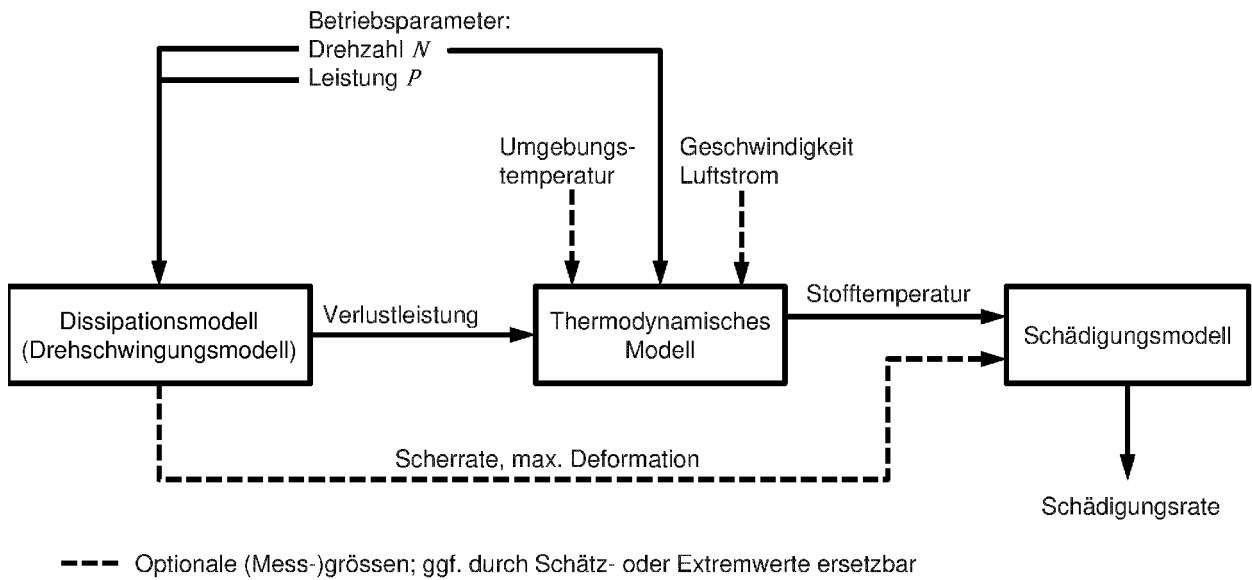 Betriebsparameter:
Drehzahl N
Leistung P
Umgebungs-
temperatur
Geschwindigkeit
Luftstrom
Dissipationsmodell
(Drehschwingungsmodell)
Verlustleistung
Thermodynamisches
Modell
Stofftemperatur
Schädigungsmodell
Scherrate, max. Deformation
Schädigungsrate
Optionale (Mess-)grössen; ggf. durch Schätz- oder Extremwerte ersetzbar